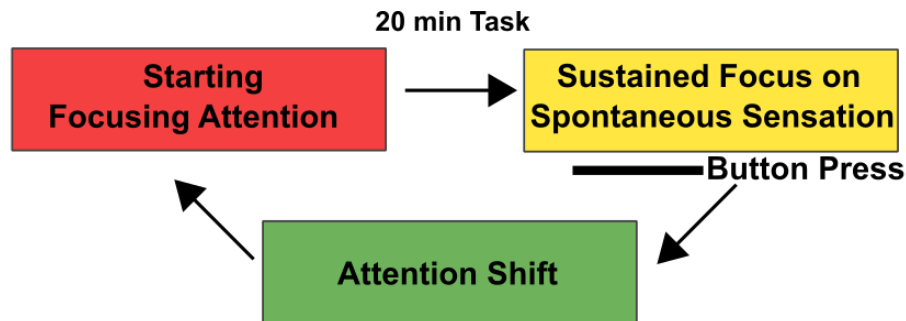 20 min Task
Starting
Focusing Attention
Sustained Focus on
Spontaneous Sensation
Button Press
Attention Shift